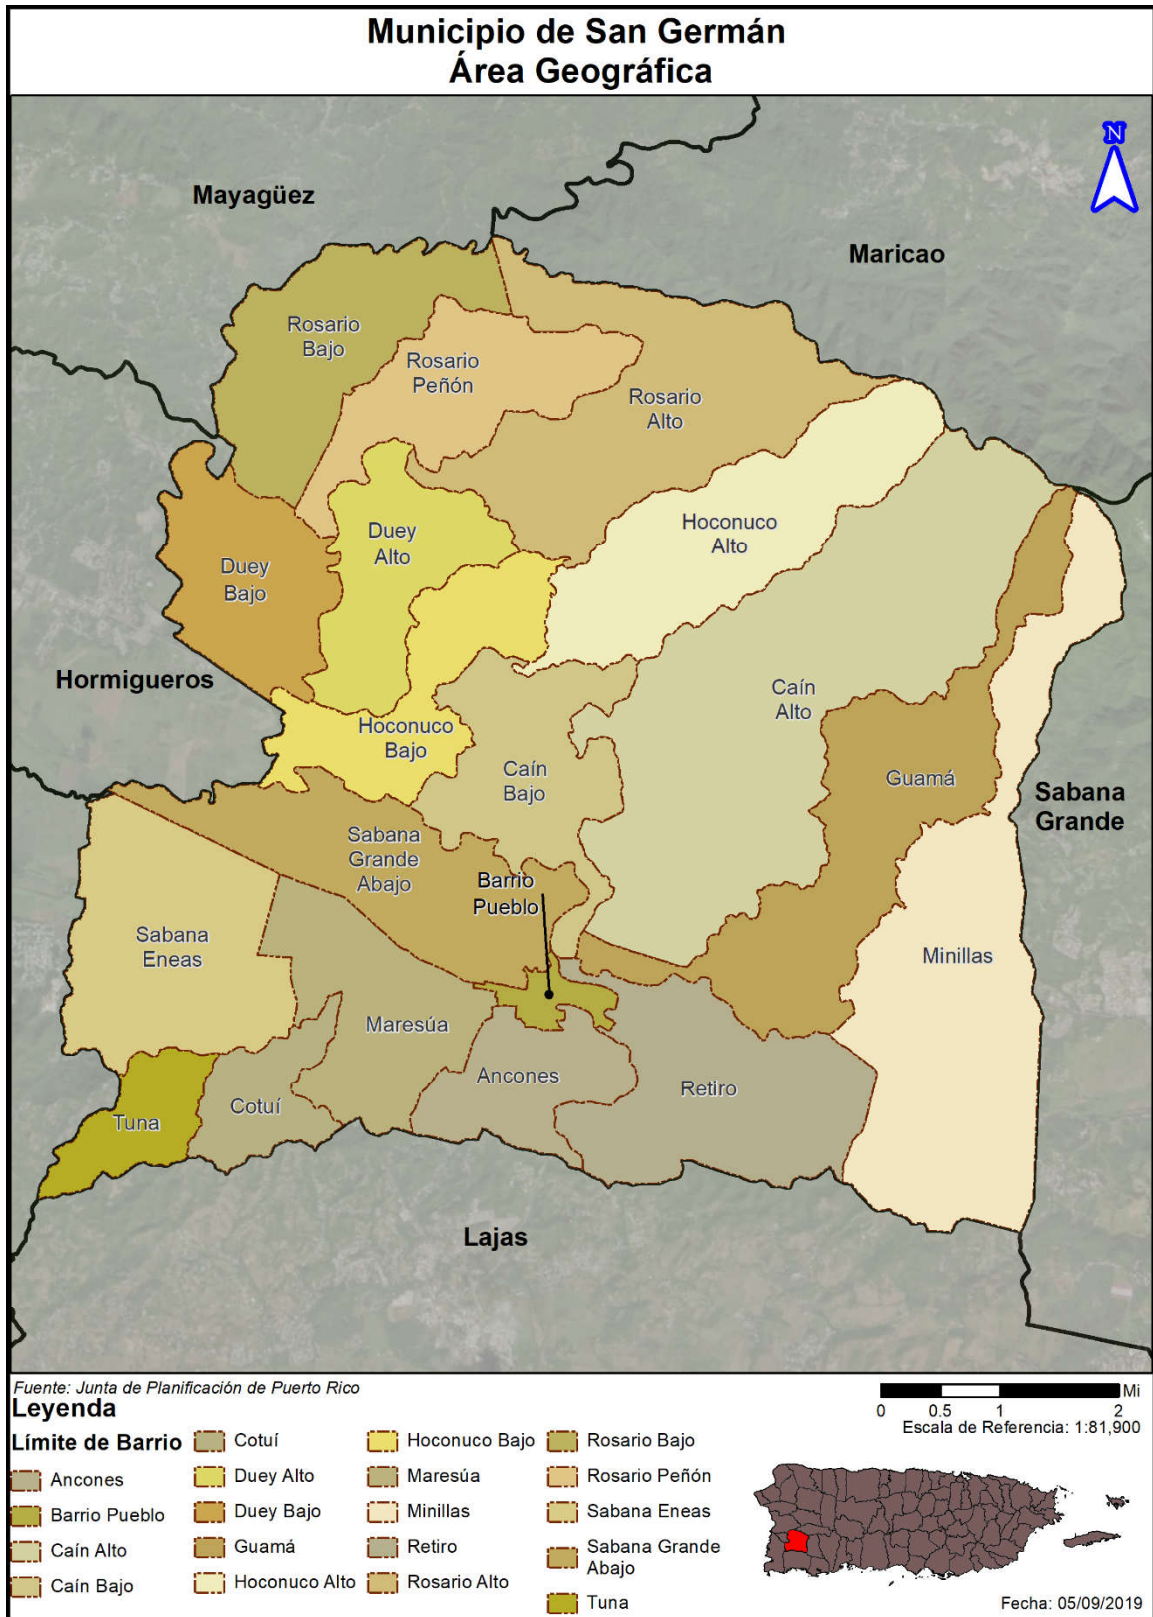 Municipio de San Germán
Área Geográfica
N
Mayagüez
Maricao
Rosario
Bajo
Rosario
Peñón
Rosario
Alto
Hoconuco
Alto
Duey
Alto
Duey
Bajo
Hormigueros
Caín
Alto
Hoconuco
Bajo
Caín
Bajo
Guamá
Sabana
Grande
Sabana
Grande
Abajo
Barrio
Pueblo
Sabana
Eneas
Minillas
Maresúa
Ancones
Retiro
Cotuí
Tuna
Lajas
Fuente: Junta de Planificación de Puerto Rico
Leyenda
Límite de Barrio
Ancones
Barrio Pueblo
Caín Alto
Caín Bajo
Cotuí
Duey Alto
Duey Bajo
Guamá
Hoconuco Alto
Hoconuco Bajo
Maresúa
Minillas
Retiro
Rosario Alto
Rosario Bajo
Rosario Peñón
Sabana Eneas
Sabana Grande
Abajo
Tuna
Mi
0 0.5 1 2
Escala de Referencia: 1:81,900
Fecha: 05/09/2019